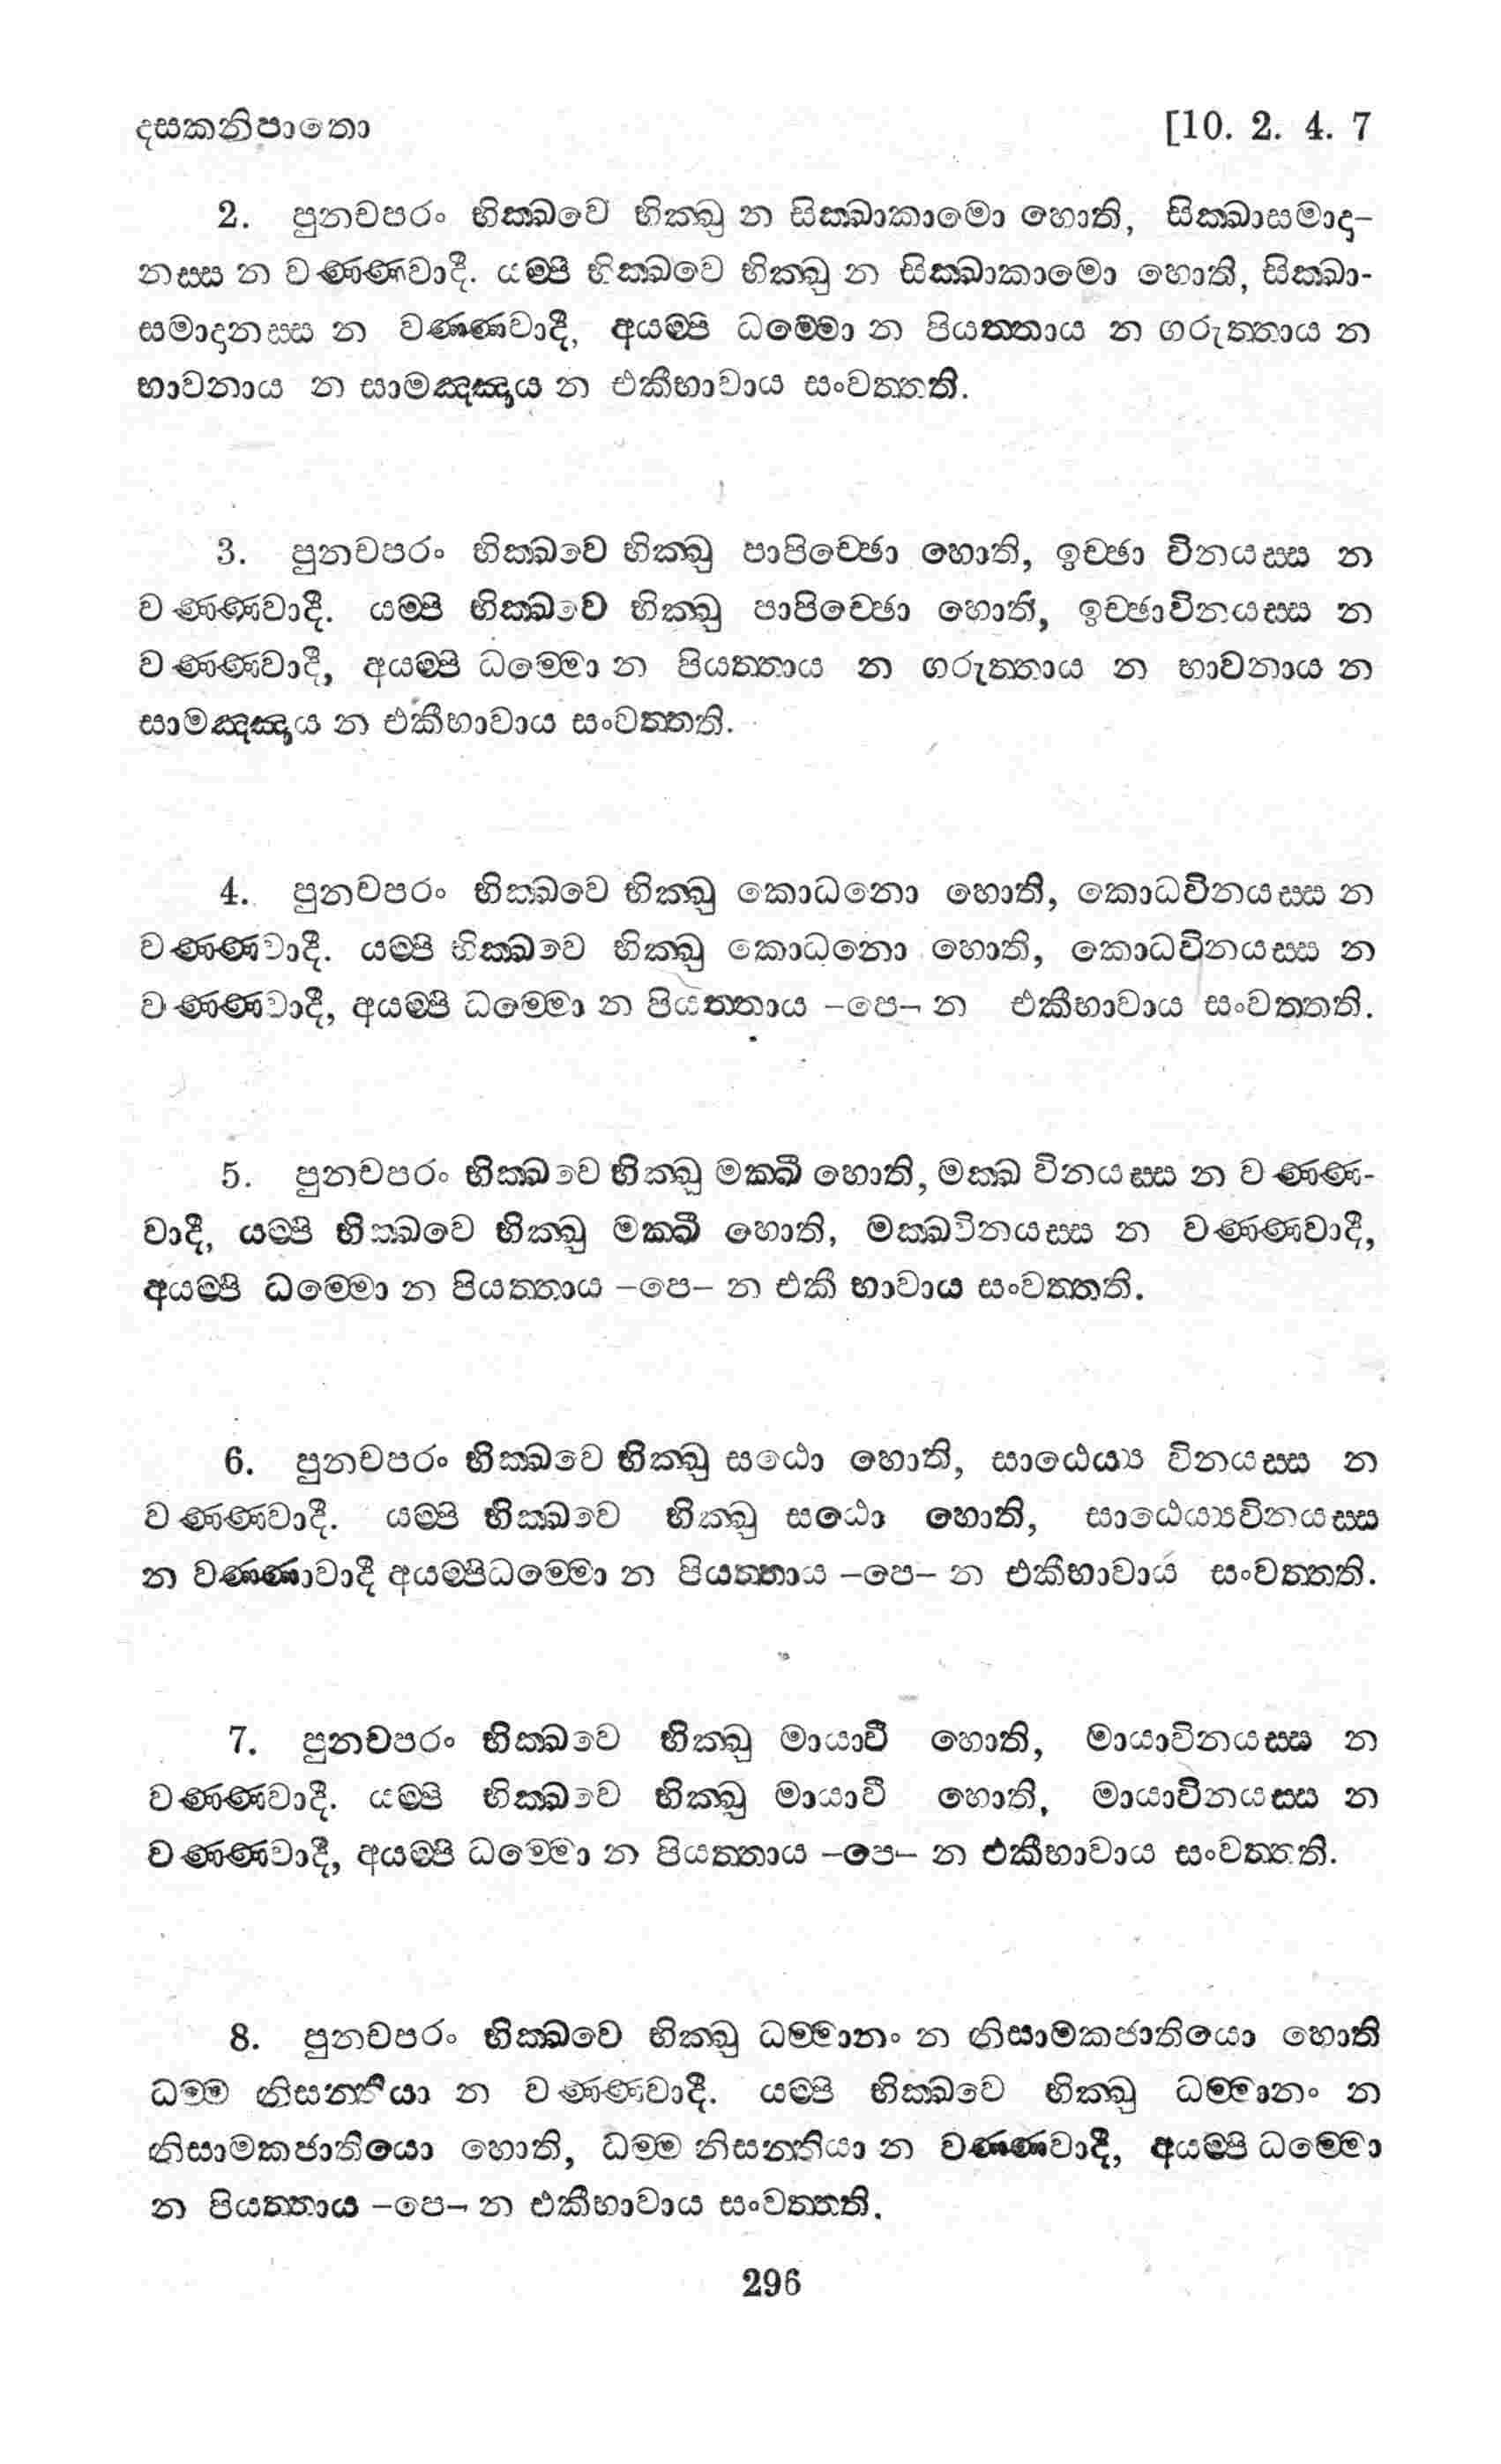 දසකනිපාතො [10. 2. 4. 7
2. පුනචපරං භික්ඛවෙ භික්ඛු න සික්ඛාකාමො හොති, සික්ඛාසමාදා-
නස්ස න වණ්ණවාදී. යම්පි භික්ඛවෙ භික්ඛු න සික්ඛාකාමො හොති, සික්ඛා-
සමාදානස්ස න වණ්ණවාදී, අයම්පි ධම්මො න පියත්තාය න ගරුත්තාය න
භාවනාය න සාමඤ්ඤාය න එකීභාවාය සංවත්තති.
3. පුනචපරං භික්ඛවෙ භික්ඛු පාපිච්ඡො හොති, ඉච්ඡා විනයස්ස න
වණ්ණවාදී. යම්පි භික්ඛවෙ භික්ඛු පාපිච්ඡො හොති, ඉච්ඡාවිනයස්ස න
වණ්ණවාදී, අයම්පි ධම්මො න පියත්තාය න ගරුත්තාය න භාවනාය න
සාමඤ්ඤාය න එකීභාවාය සංවත්තති.
4. පුනචපරං භික්ඛවෙ භික්ඛු කොධනො හොති, කොධවිනයස්ස න
වණ්ණවාදී. යම්පි භික්ඛවෙ භික්ඛු කොධනො හොති, කොධවිනයස්ස න
වණ්ණවාදී, අයම්පි ධම්මො න පියත්තාය –පෙ– න එකීභාවාය සංවත්තති.
5. පුනචපරං භික්ඛවෙ භික්ඛු මක්ඛී හොති, මක්ඛ විනයස්ස න වණ්ණ-
වාදී, යම්පි භික්ඛවෙ භික්ඛු මක්ඛී හොති, මක්ඛවිනයස්ස න වණ්ණවාදී,
අයම්පි ධම්මො න පියත්තාය –පෙ– න එකී භාවාය සංවත්තති.
6. පුනචපරං භික්ඛවෙ භික්ඛු සඨො හොති, සාඨෙය්‍ය විනයස්ස න
වණ්ණවාදී. යම්පි භික්ඛවෙ භික්ඛු සඨො හොති, සාඨෙය්‍යවිනයස්ස
න වණ්ණාවාදී අයම්පිධම්මො න පියත්තාය –පෙ– න එකීභාවාය සංවත්තති.
7. පුනචපරං භික්ඛවෙ භික්ඛු මායාවී හොති, මායාවිනයස්ස න
වණ්ණවාදී. යම්පි භික්ඛවෙ භික්ඛු මායාවී හොති, මායාවිනයස්ස න
වණ්ණවාදී, අයම්පි ධම්මො න පියත්තාය –පෙ– න එකීභාවාය සංවත්තති.
8. පුනචපරං භික්ඛවෙ භික්ඛු ධම්මානං න නිසාමකජාතියො හොති
ධම්ම නිසන්තියා න වණ්ණවාදී. යම්පි භික්ඛවෙ භික්ඛු ධම්මානං න
නිසාමකජාතියො හොති, ධම්ම නිසන්තියා න වණ්ණවාදී, අයම්පි ධම්මො
න පියත්තාය –පෙ– න එකීභාවාය සංවත්තති.
296